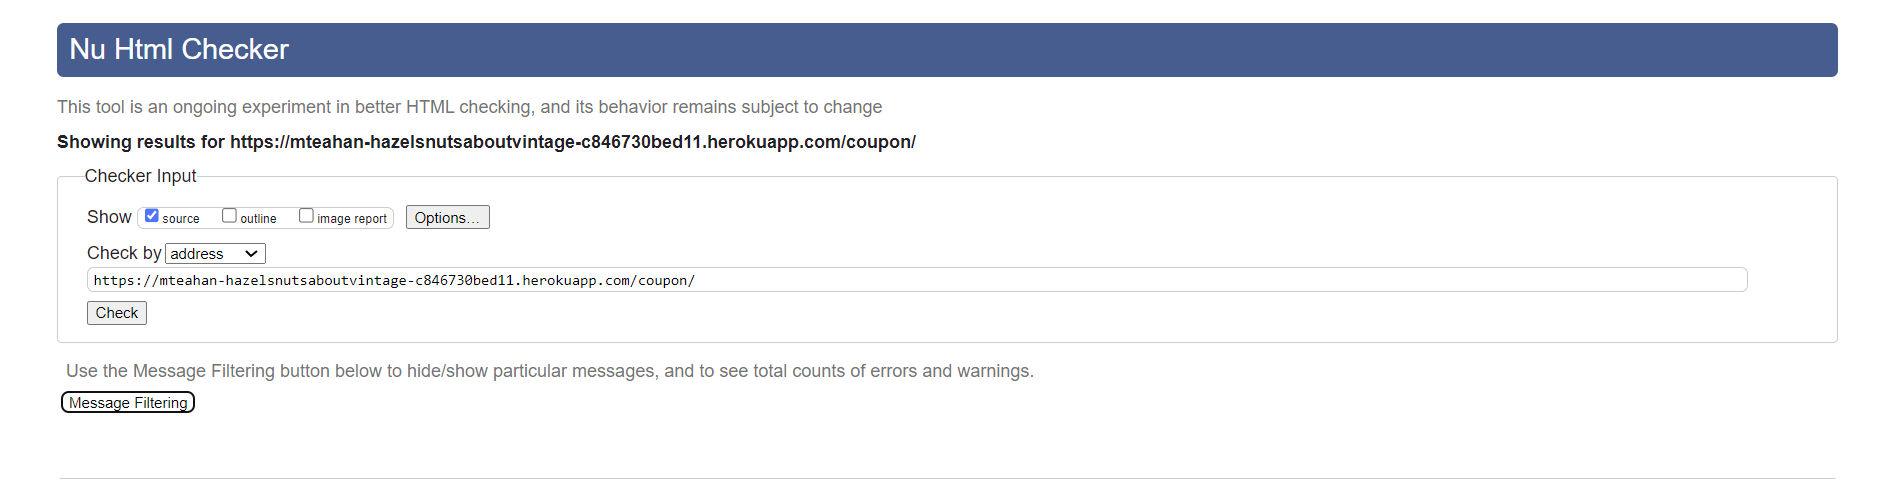 Nu Html Checker
This tool is an ongoing experiment in better HTML checking, and its behavior remains subject to change
Showing results for https://mteahan-hazelsnutsaboutvintage-c846730bed11.herokuapp.com/coupon/
Checker Input
Show source outline image report Options...
Check by address
https://mteahan-hazelsnutsaboutvintage-c846730bed11.herokuapp.com/coupon/
Check
Use the Message Filtering button below to hide/show particular messages, and to see total counts of errors and warnings.
Message Filtering